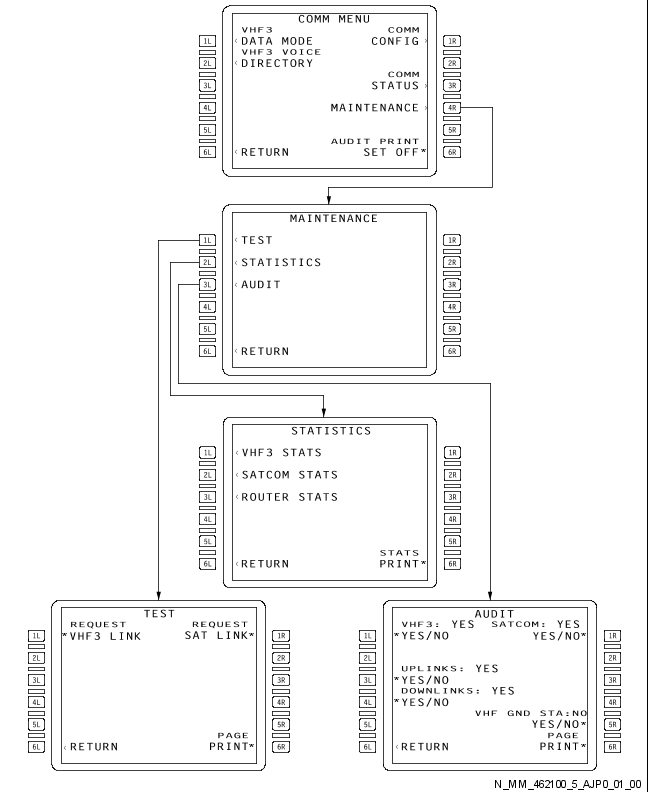 COMM MENU
VHF3 COMM
1L ‹DATA MODE CONFIG› 1R
VHF3 VOICE
2L ‹DIRECTORY 2R
COMM
3L STATUS› 3R
4L MAINTENANCE› 4R
5L 5R
AUDIT PRINT
6L ‹RETURN SET OFF* 6R
MAINTENANCE
1L ‹TEST 1R
2L ‹STATISTICS 2R
3L ‹AUDIT 3R
4L 4R
5L 5R
6L ‹RETURN 6R
STATISTICS
1L ‹VHF3 STATS 1R
2L ‹SATCOM STATS 2R
3L ‹ROUTER STATS 3R
4L 4R
5L 5R
STATS
6L ‹RETURN PRINT* 6R
TEST
REQUEST REQUEST
1L *VHF3 LINK SAT LINK* 1R
2L 2R
3L 3R
4L 4R
5L 5R
PAGE
6L ‹RETURN PRINT* 6R
AUDIT
VHF3: YES SATCOM: YES
1L *YES/NO YES/NO* 1R
2L 2R
UPLINKS: YES
3L *YES/NO 3R
DOWNLINKS: YES
4L *YES/NO 4R
VHF GND STA:NO
5L YES/NO* 5R
PAGE
6L ‹RETURN PRINT* 6R
N_MM_462100_5_AJP0_01_00